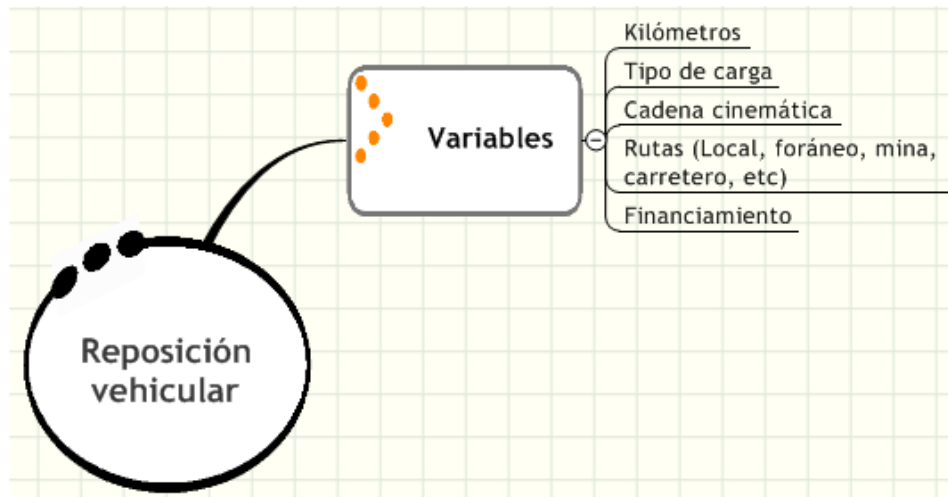 Kilómetros
Tipo de carga
Variables
Cadena cinemática
Rutas (Local, foráneo, mina,
carretero, etc)
Financiamiento
Reposición
vehicular